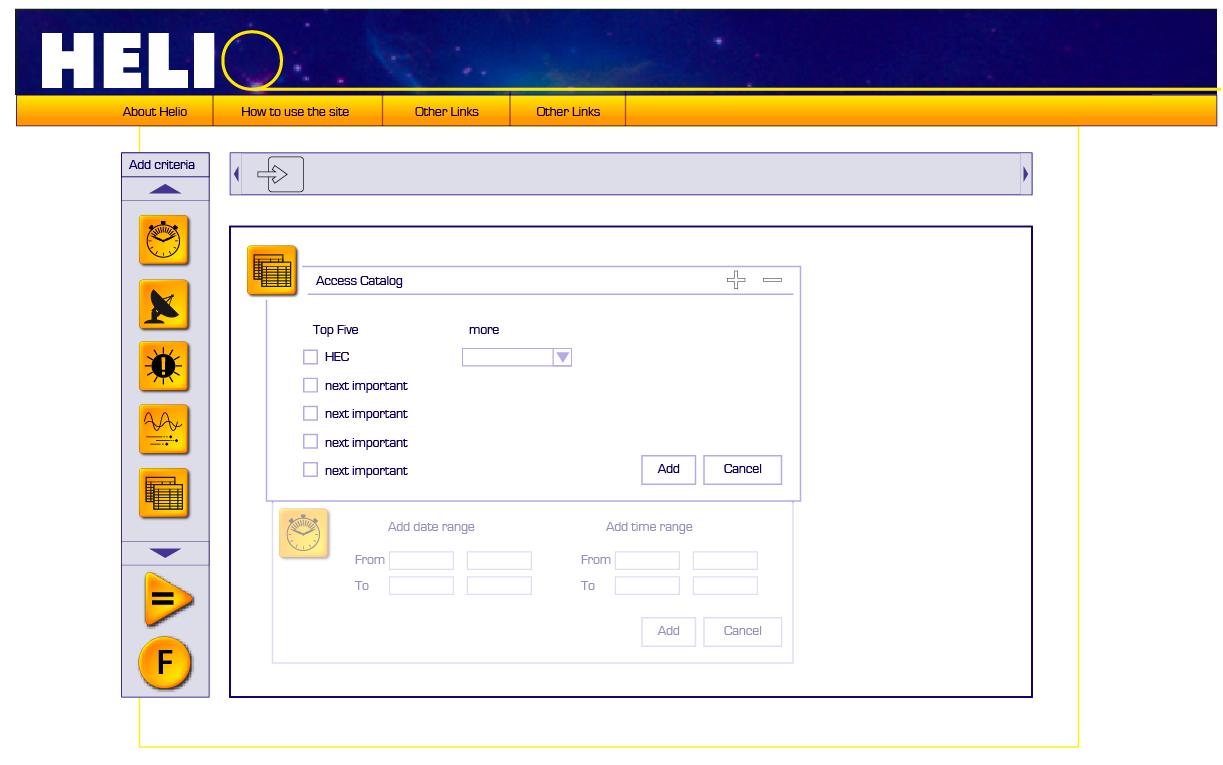 HELIO
About Helio How to use the site Other Links Other Links
Add criteria
Access Catalog
Top Five more
HEC
next important
next important
next important
next important
Add Cancel
Add date range Add time range
From From
To To
Add Cancel
=
F